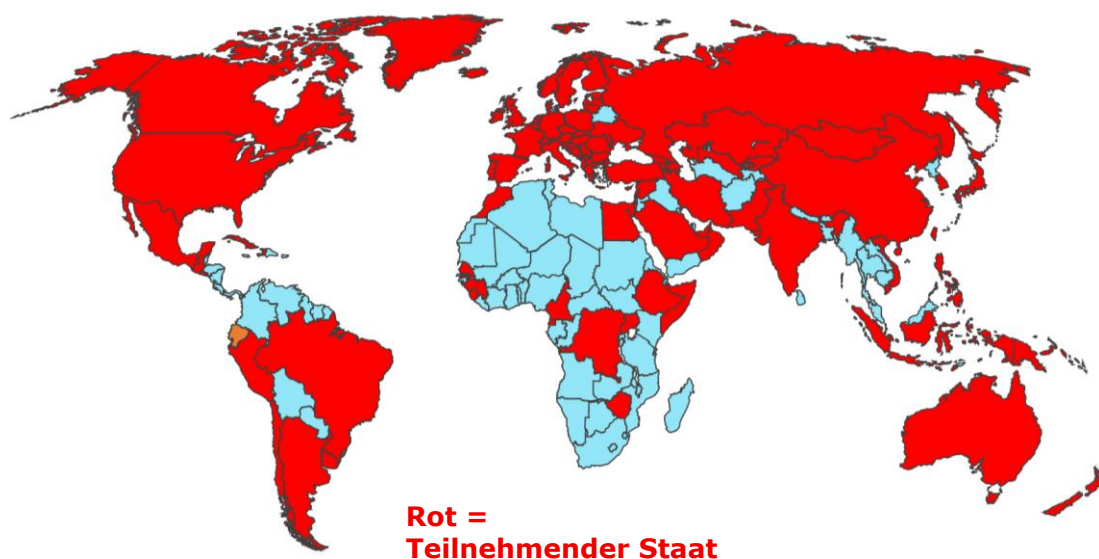 Rot =
Teilnehmender Staat